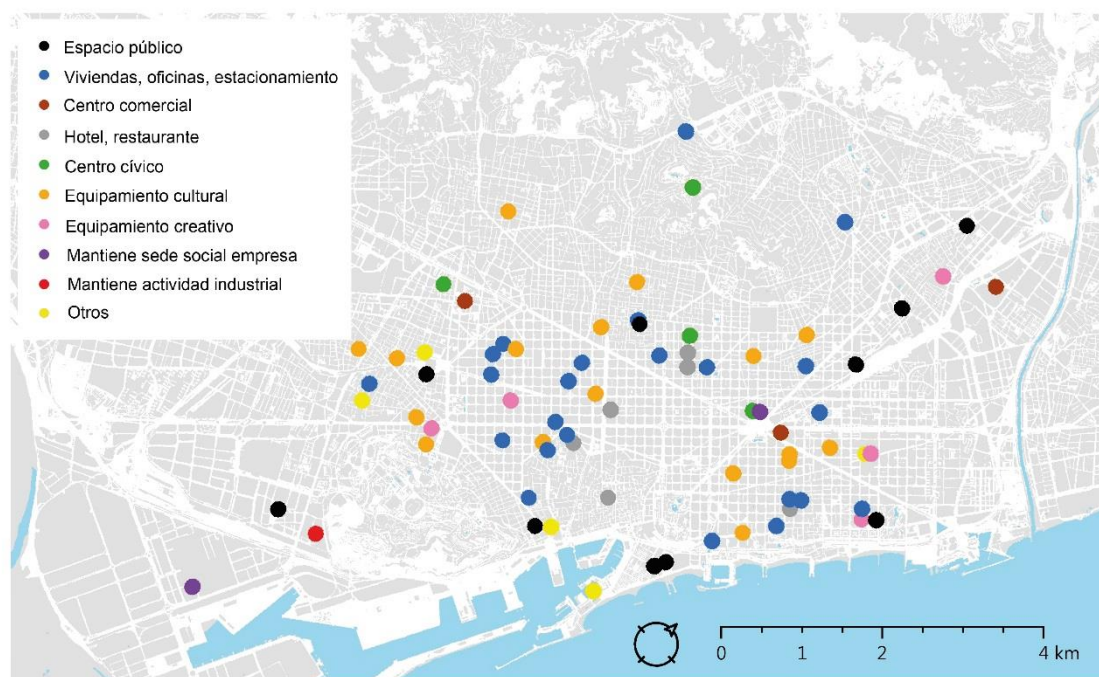 Espacio público
Viviendas, oficinas, estacionamiento
Centro comercial
Hotel, restaurante
Centro cívico
Equipamiento cultural
Equipamiento creativo
Mantiene sede social empresa
Mantiene actividad industrial
Otros
0 1 2 4 km